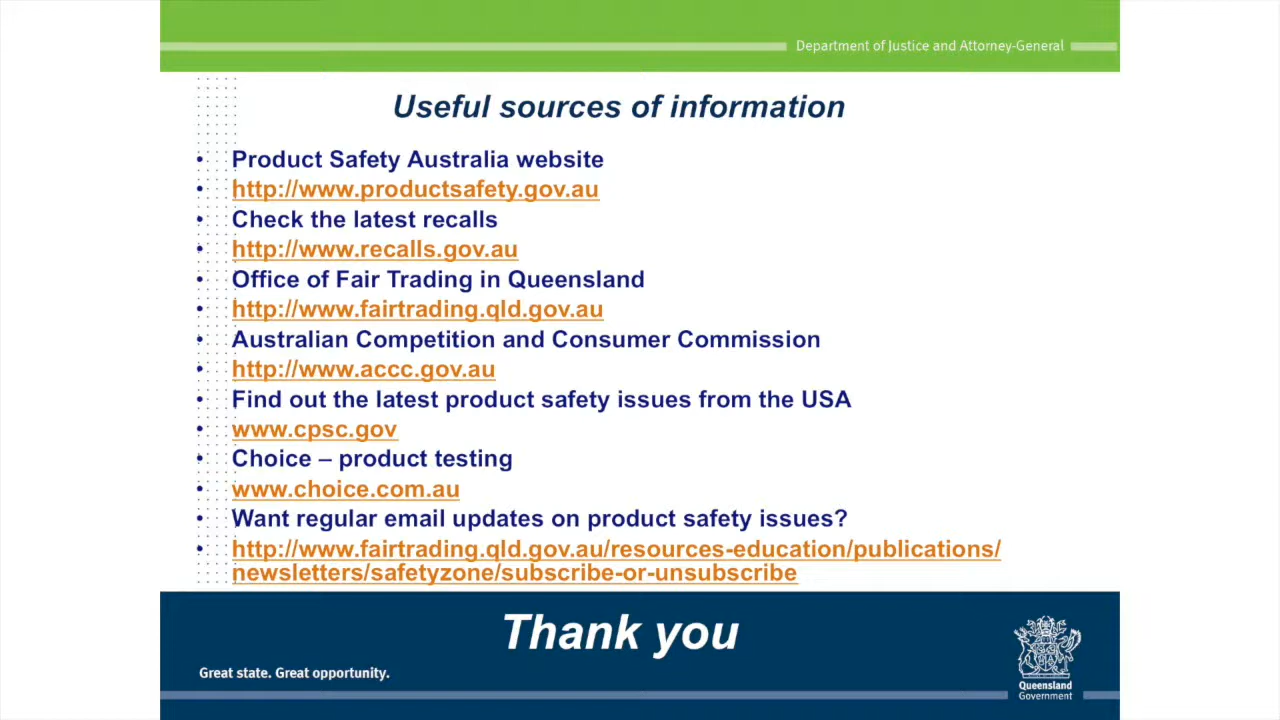 Department of Justice and Attorney-General
Useful sources of information
• Product Safety Australia website
• http://www.productsafety.gov.au
• Check the latest recalls
• http://www.recalls.gov.au
• Office of Fair Trading in Queensland
• http://www.fairtrading.qld.gov.au
• Australian Competition and Consumer Commission
• http://www.accc.gov.au
• Find out the latest product safety issues from the USA
• www.cpsc.gov
• Choice – product testing
• www.choice.com.au
• Want regular email updates on product safety issues?
• http://www.fairtrading.qld.gov.au/resources-education/publications/
newsletters/safetyzone/subscribe-or-unsubscribe
Thank you
Great state. Great opportunity.
Queensland
Government